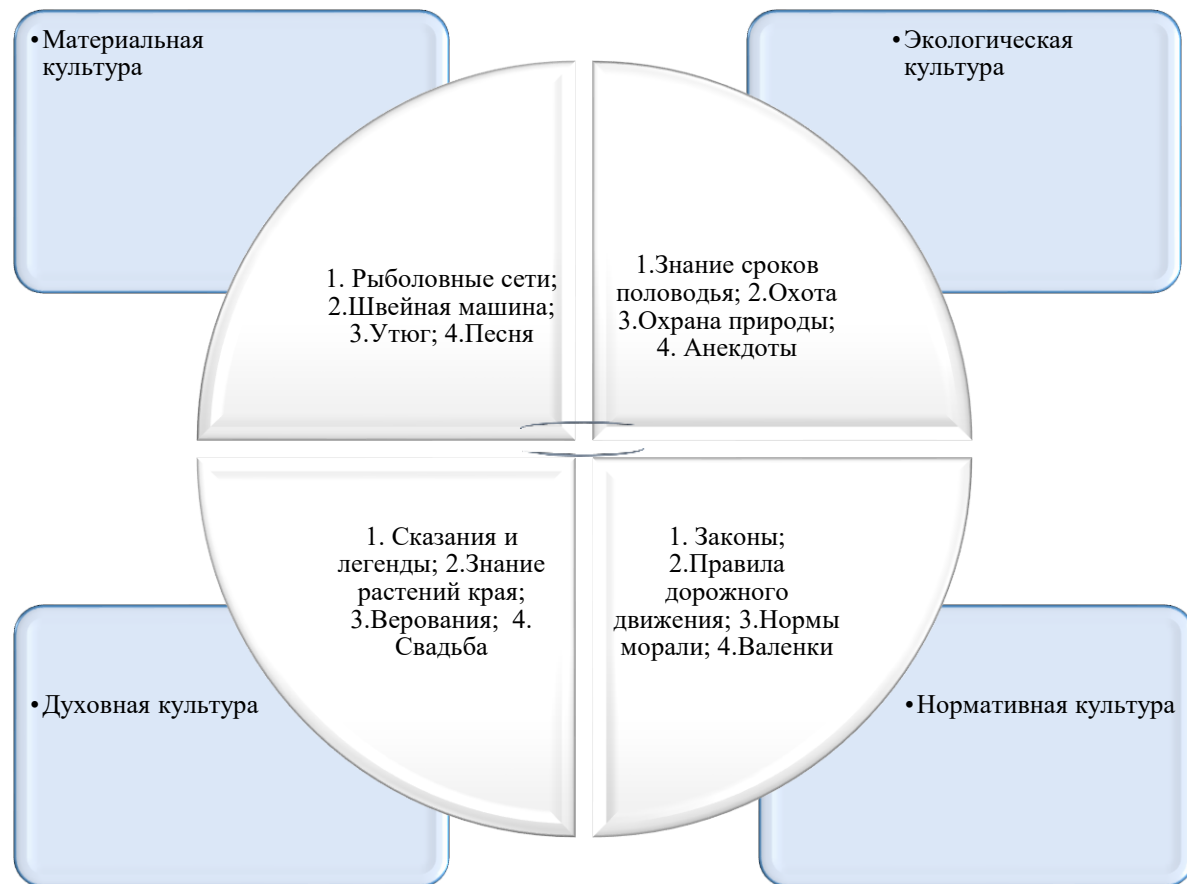 •Материальная
культура
•Экологическая
культура
1. Рыболовные сети;
2.Швейная машина;
3.Утюг; 4.Песня
1.Знание сроков
половодья; 2.Охота
3.Охрана природы;
4. Анекдоты
1. Сказания и
легенды; 2.Знание
растений края;
3.Верования; 4.
Свадьба
1. Законы;
2.Правила
дорожного
движения; 3.Нормы
морали; 4.Валенки
•Духовная культура
•Нормативная культура